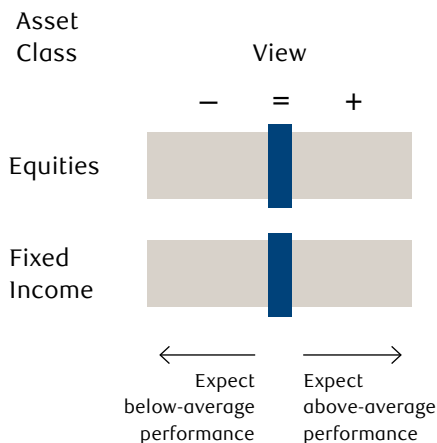 Asset
Class
View
− = +
Equities
Fixed
Income
Expect
below-average
performance
Expect
above-average
performance